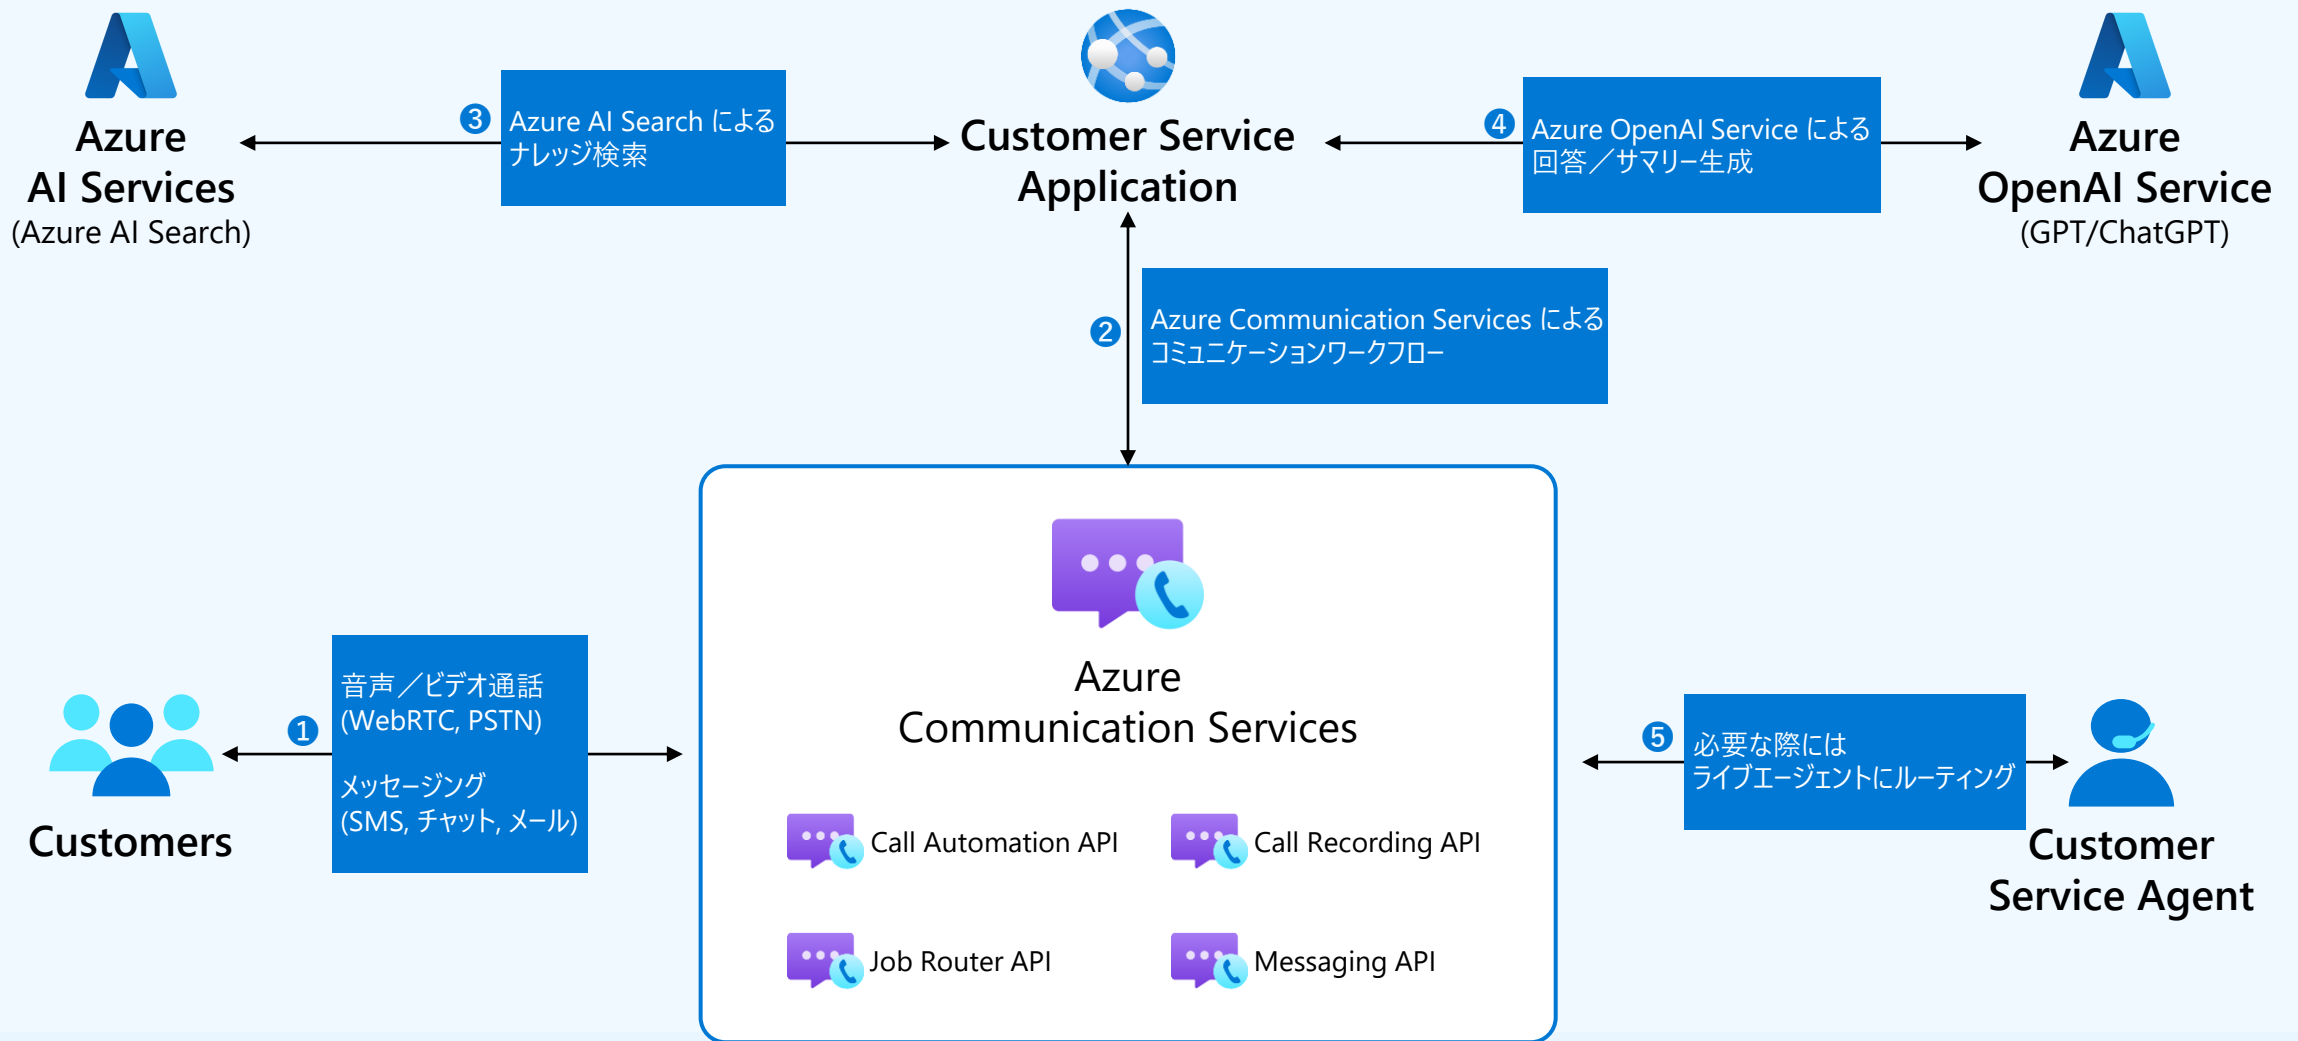 Azure
AI Services
(Azure AI Search)
❸
Azure AI Search による
ナレッジ検索
Customer Service
Application
❹
Azure OpenAI Service による
回答／サマリー生成
Azure
OpenAI Service
(GPT/ChatGPT)
❷
Azure Communication Services による
コミュニケーションワークフロー
Customers
❶
音声／ビデオ通話
(WebRTC, PSTN)
メッセージング
(SMS, チャット, メール)
Azure
Communication Services
Call Automation API
Call Recording API
Job Router API
Messaging API
❺
必要な際には
ライブエージェントにルーティング
Customer
Service Agent